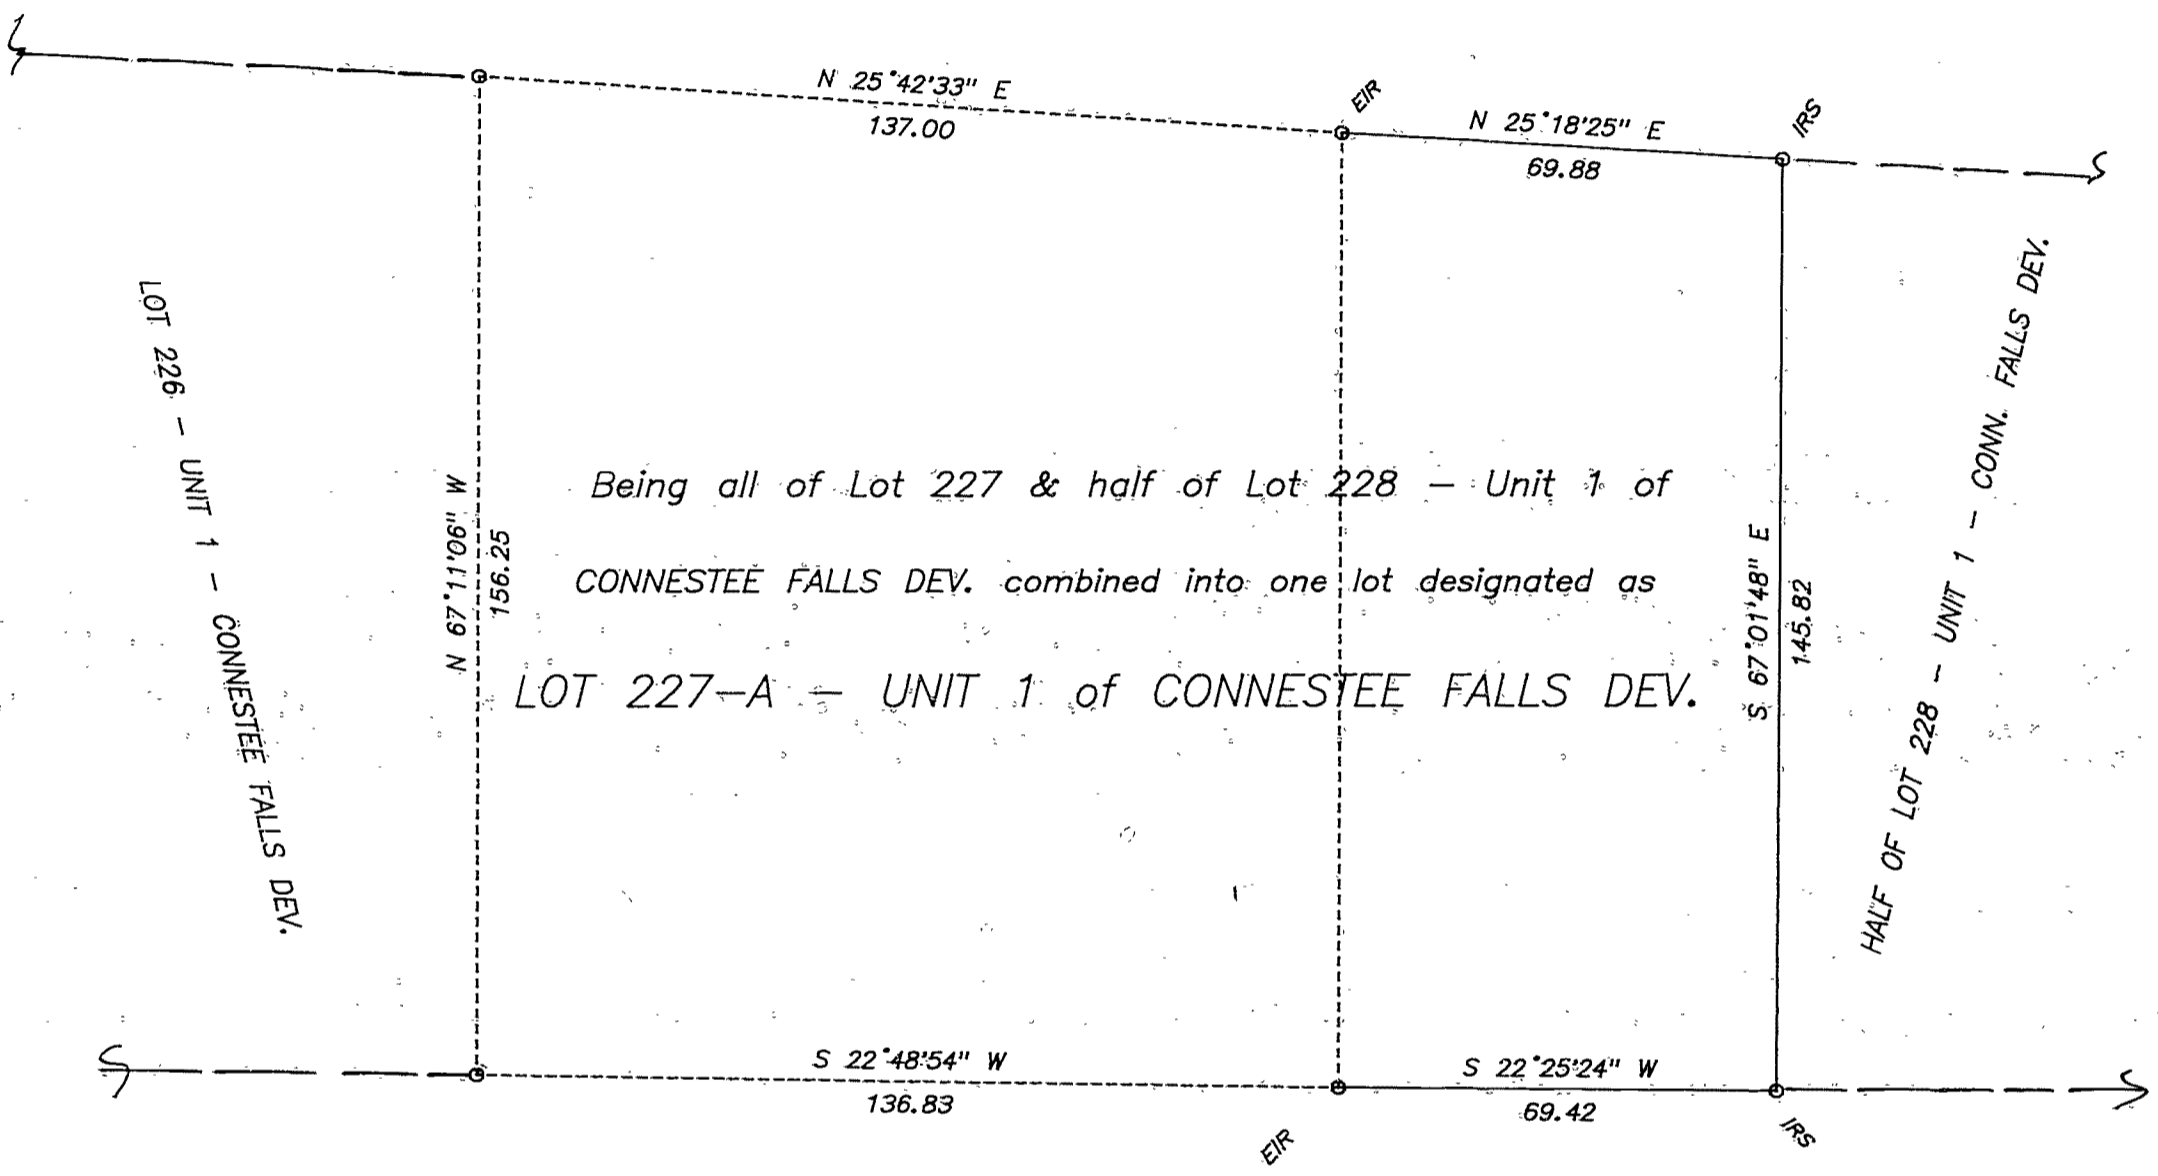 N 25°42'33" E
137.00
EIR
N 25°18'25" E
69.88
IRS
LOT 226 - UNIT 1 - CONNESTEE FALLS DEV.
N 67°11'06" W
156.25
Being all of Lot 227 & half of Lot 228 - Unit 1 of
CONNESTEE FALLS DEV. combined into one lot designated as
LOT 227-A - UNIT 1 of CONNESTEE FALLS DEV.
S 67°01'48" E
145.82
HALF OF LOT 228 - UNIT 1 - CONN. FALLS DEV.
S 22°48'54" W
136.83
S 22°25'24" W
69.42
EIR
IRS